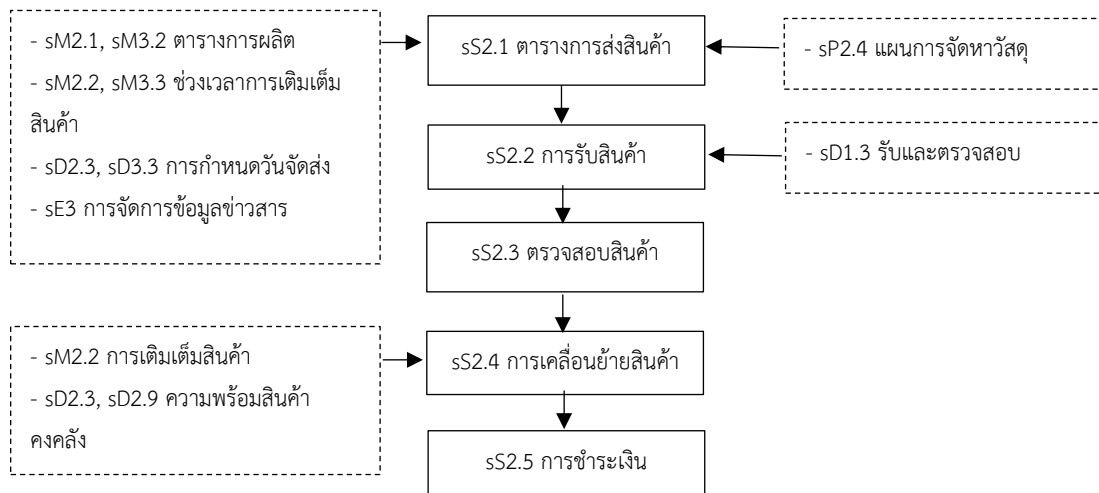 - sM2.1, sM3.2 ตารางการผลิต
- sM2.2, sM3.3 ช่วงเวลาการเติมเต็ม
สินค้า
- sD2.3, sD3.3 การกำหนดวันจัดส่ง
- sE3 การจัดการข้อมูลข่าวสาร
sS2.1 ตารางการส่งสินค้า
- sP2.4 แผนการจัดหาวัสดุ
sS2.2 การรับสินค้า
- sD1.3 รับและตรวจสอบ
sS2.3 ตรวจสอบสินค้า
- sM2.2 การเติมเต็มสินค้า
- sD2.3, sD2.9 ความพร้อมสินค้า
คงคลัง
sS2.4 การเคลื่อนย้ายสินค้า
sS2.5 การชำระเงิน